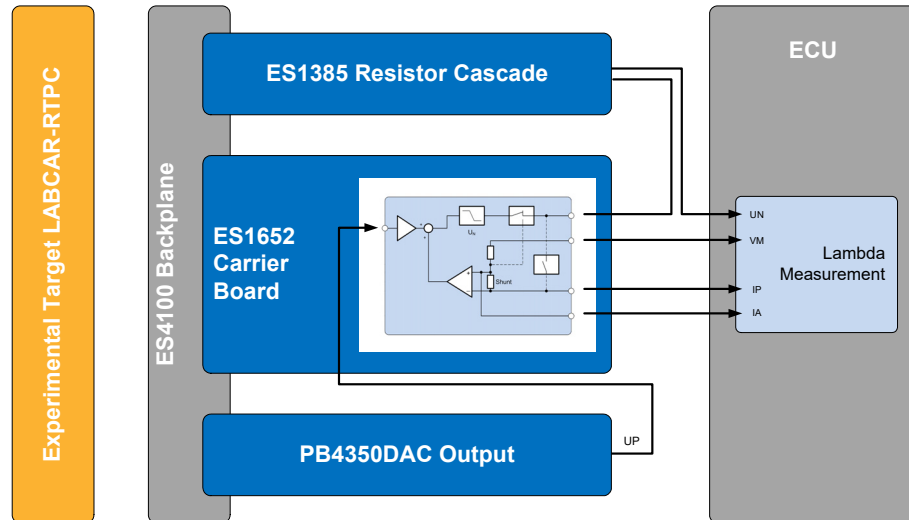 Experimental Target LABCAR-RTPC
ES4100 Backplane
ES1385 Resistor Cascade
ES1652
Carrier
Board
+
+
UN
+
−
Shunt
PB4350DAC Output
UP
ECU
UN
VM
IP
IA
Lambda
Measurement